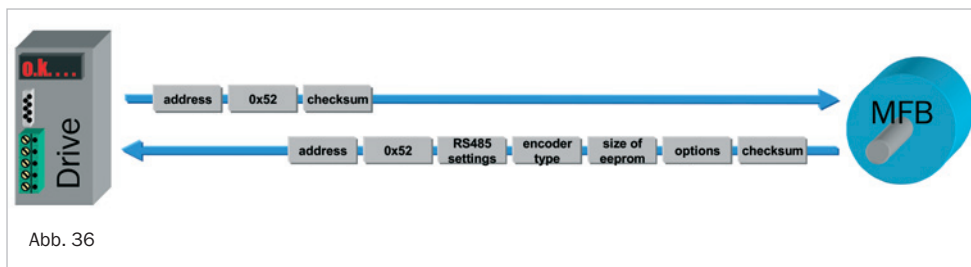 o.k....
Drive
address 0x52 checksum
address 0x52 RS485 settings encoder type size of eeprom options checksum
MFB
Abb. 36